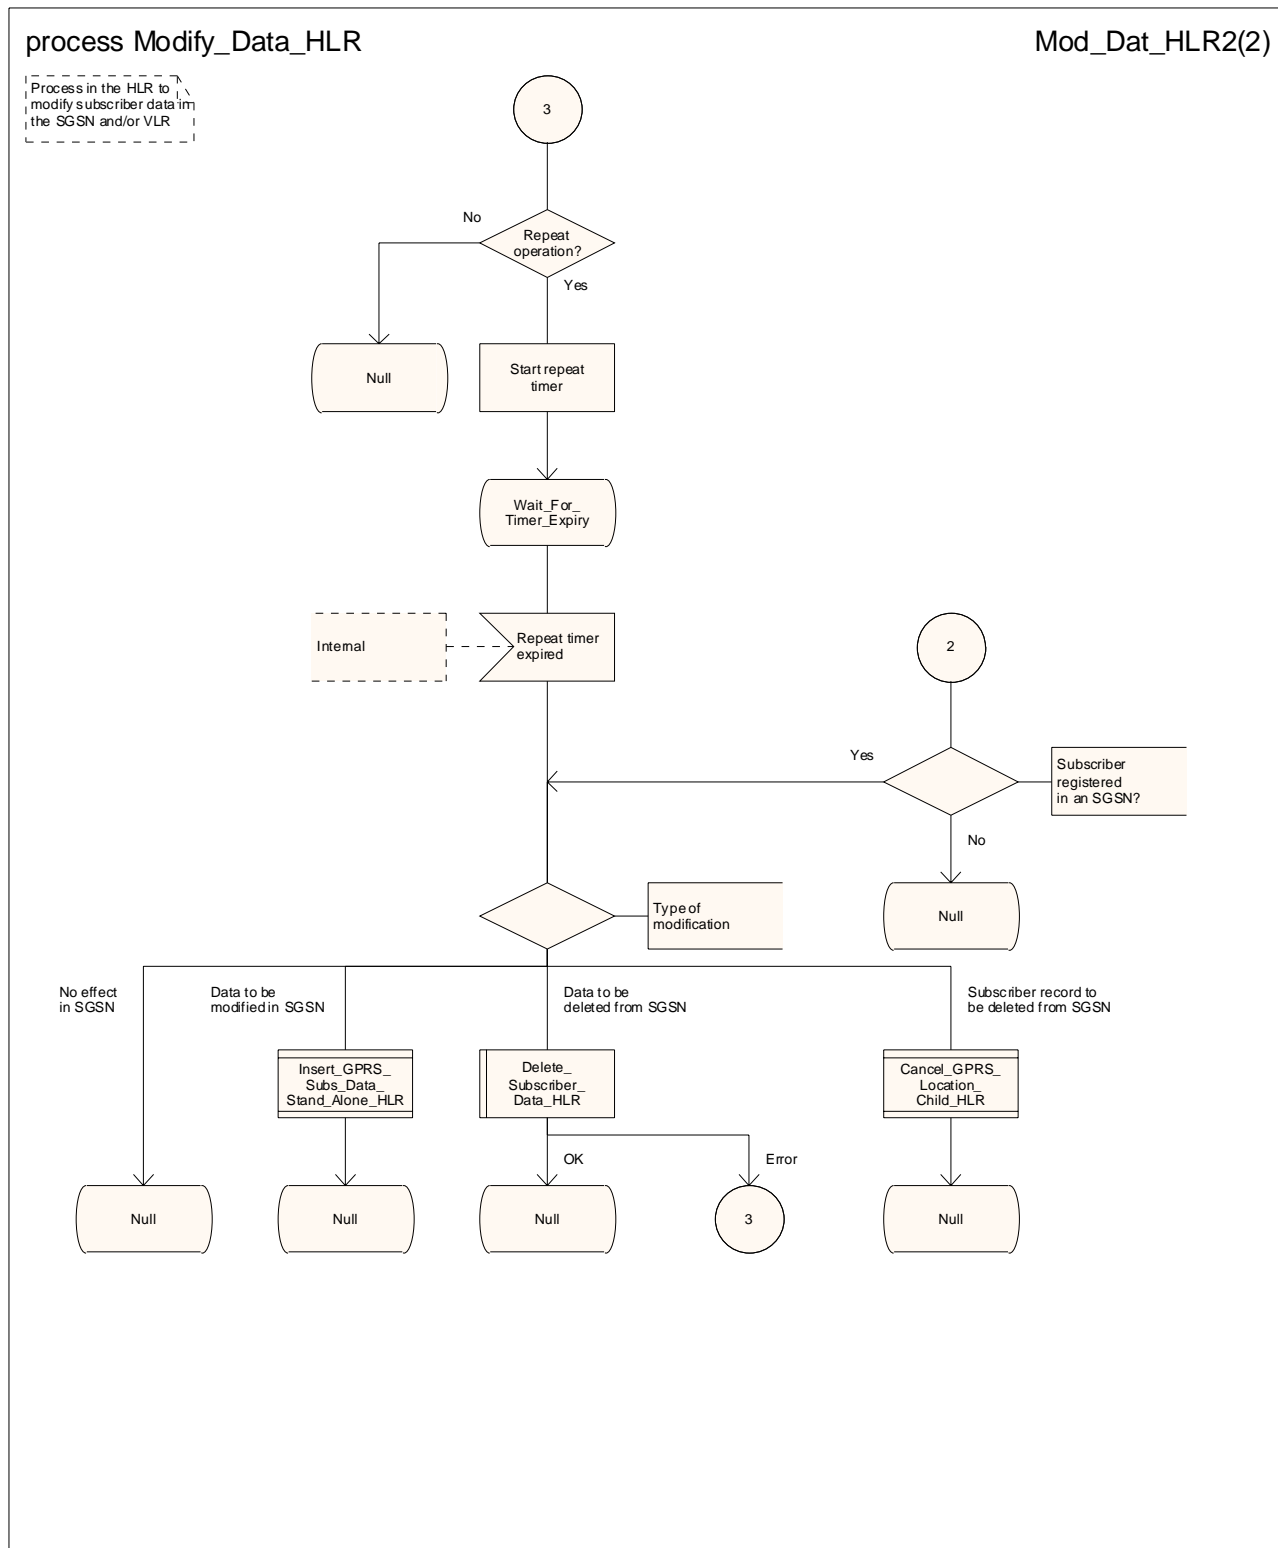 process Modify_Data_HLR
Mod_Dat_HLR2(2)
Process in the HLR to
modify subscriber data in
the SGSN and/or VLR
3
No
Repeat
operation?
Yes
Null
Start repeat
timer
Wait_For_
Timer_Expiry
Internal
Repeat timer
expired
2
Yes
Subscriber
registered
in an SGSN?
No
Null
Type of
modification
No effect
in SGSN
Data to be
modified in SGSN
Data to be
deleted from SGSN
Subscriber record to
be deleted from SGSN
Insert_GPRS_
Subs_Data_
Stand_Alone_HLR
Delete_
Subscriber_
Data_HLR
Cancel_GPRS_
Location_
Child_HLR
OK
Error
Null
Null
Null
3
Null